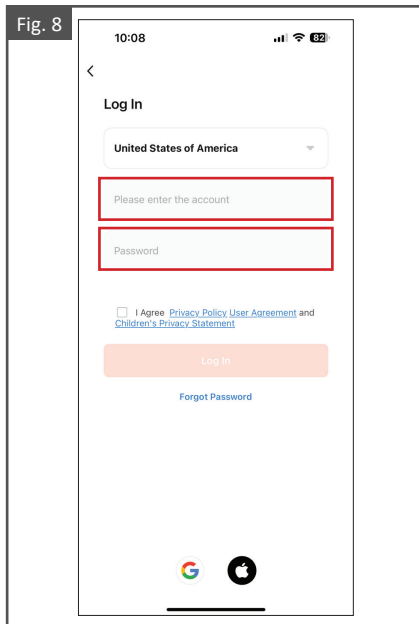 Fig. 8
10:08
82
Log In
United States of America
Please enter the account
Password
I Agree Privacy Policy User Agreement and
Children's Privacy Statement
Log In
Forgot Password